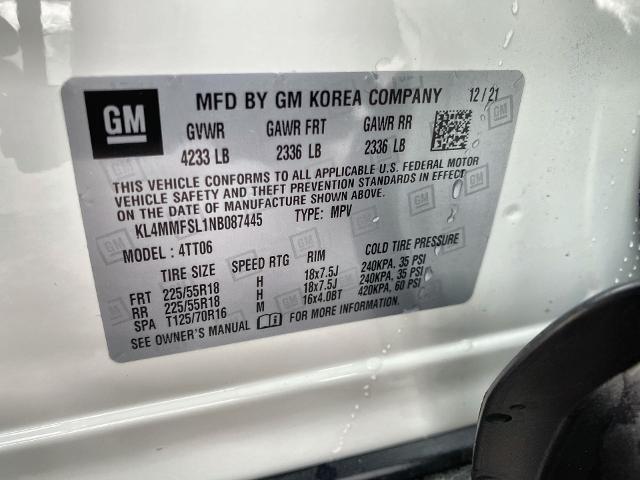 GM
MFD BY GM KOREA COMPANY 12/21
GVWR GAWR FRT GAWR RR
4233 LB 2336 LB 2336 LB
THIS VEHICLE CONFORMS TO ALL APPLICABLE U.S. FEDERAL MOTOR
VEHICLE SAFETY AND THEFT PREVENTION STANDARDS IN EFFECT
ON THE DATE OF MANUFACTURE SHOWN ABOVE.
KL4MMFSL1NB087445 TYPE: MPV
MODEL : 4TT06
TIRE SIZE SPEED RTG RIM COLD TIRE PRESSURE
FRT 225/55R18 H 18x7.5J 240KPA, 35 PSI
RR 225/55R18 H 18x7.5J 240KPA, 35 PSI
SPA T125/70R16 M 16x4.0BT 420KPA, 60 PSI
SEE OWNER'S MANUAL FOR MORE INFORMATION.